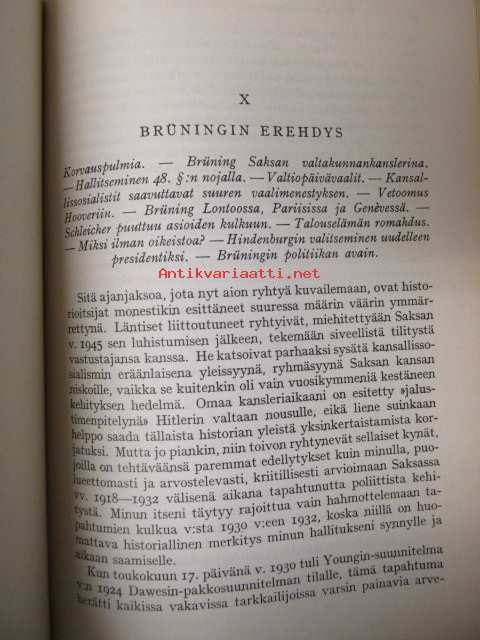 X
BRÜNINGIN EREHDYS
Korvauspulmia. — Brüning Saksan valtakunnankanslerina.
— Hallitseminen 48. §:n nojalla. — Valtiopäivävaalit. — Kansal-
lissosialistit saavuttavat suuren vaalimenestyksen. — Vetoomus
Hooveriin. — Brüning Lontoossa, Pariisissa ja Genèvessä. —
Schleicher puuttuu asioiden kulkuun. — Talouselämän romahdus.
— Miksi ilman oikeistoa? — Hindenburgin valitseminen uudelleen
presidentiksi. — Brüningin politiikan avain.
Antikvariaatti.net
Sitä ajanjaksoa, jota nyt aion ryhtyä kuvailemaan, ovat histo-
rioitsijat monestikin esittäneet suuressa määrin väärin ymmär-
rettynä. Läntiset liittoutuneet ryhtyivät, miehitettyään Saksan
v. 1945 sen luhistumisen jälkeen, tekemään siveellistä tilitystä
vastustajansa kanssa. He katsoivat parhaaksi sysätä kansallisso-
sialismin eräänlaisena yleissyynä, ryhmäsyynä Saksan kansan
niskoille, vaikka se kuitenkin oli vain vuosikymmeniä kestäneen
kehityksen hedelmä. Omaa kansleriaikaani on esitetty »jalus-
timenpitelynä» Hitlerin valtaan nousulle, eikä liene suinkaan
helppo saada tällaista historian yleistä yksinkertaistamista kor-
jatuksi. Mutta jo piankin, niin toivon ryhtynevät sellaiset kynät,
joilla on tehtäväänsä paremmat edellytykset kuin minulla, puo-
lueettomasti ja arvostelevasti, kriitillisesti arvioimaan Saksassa
vv. 1918—1932 välisenä aikana tapahtunutta poliittista kehi-
tystä. Minun itseni täytyy rajoittua vain hahmottelemaan ta-
pahtumien kulkua v:sta 1930 v:een 1932, koska niillä on huo-
mattava historiallinen merkitys minun hallitukseni synnylle ja
aikaan saamiselle.
Kun toukokuun 17. päivänä v. 1930 tuli Youngin-suunnitelma
v:n 1924 Dawesin-pakkosuunnitelman tilalle, tämä tapahtuma
herätti kaikissa vakavissa tarkkailijoissa varsin painavia arve-